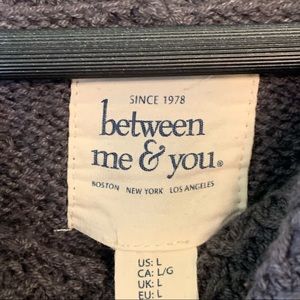 SINCE 1978
between
me & you®
BOSTON NEW YORK LOS ANGELES
US: L
CA: L/G
UK: L
EU: L